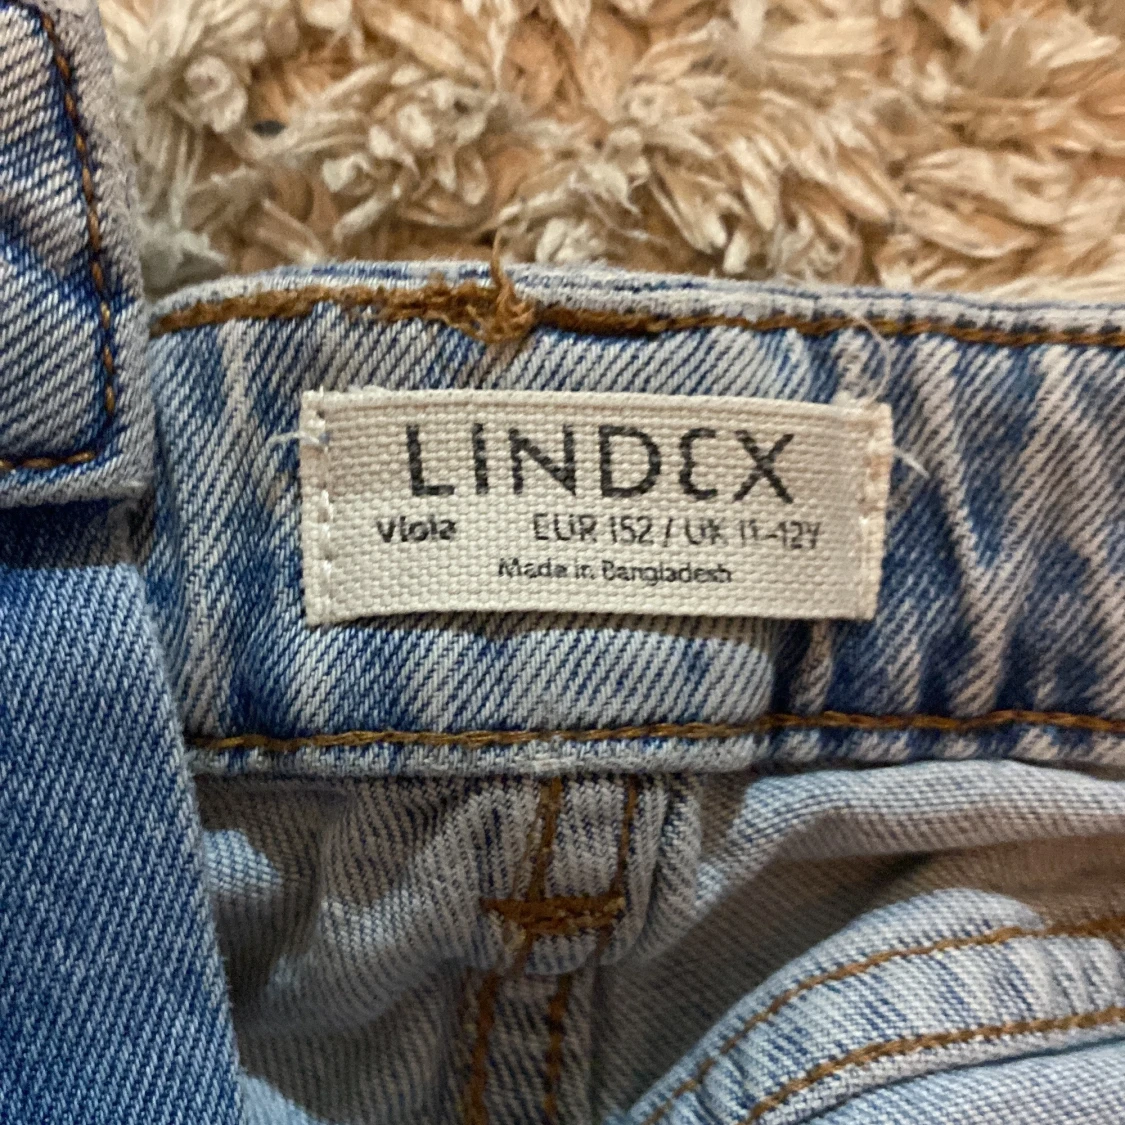 LINDEX
Viola EUR 152 / UK 11-12Y
Made in Bangladesh